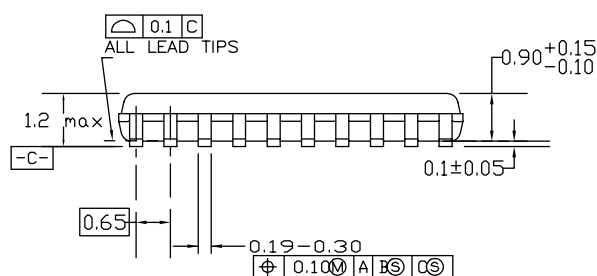 0.1 C
ALL LEAD TIPS
0.90 +0.15
-0.10
1.2 max
-C-
0.1±0.05
0.65
0.19-0.30
⌖ 0.10Ⓜ A BⓈ CⓈ